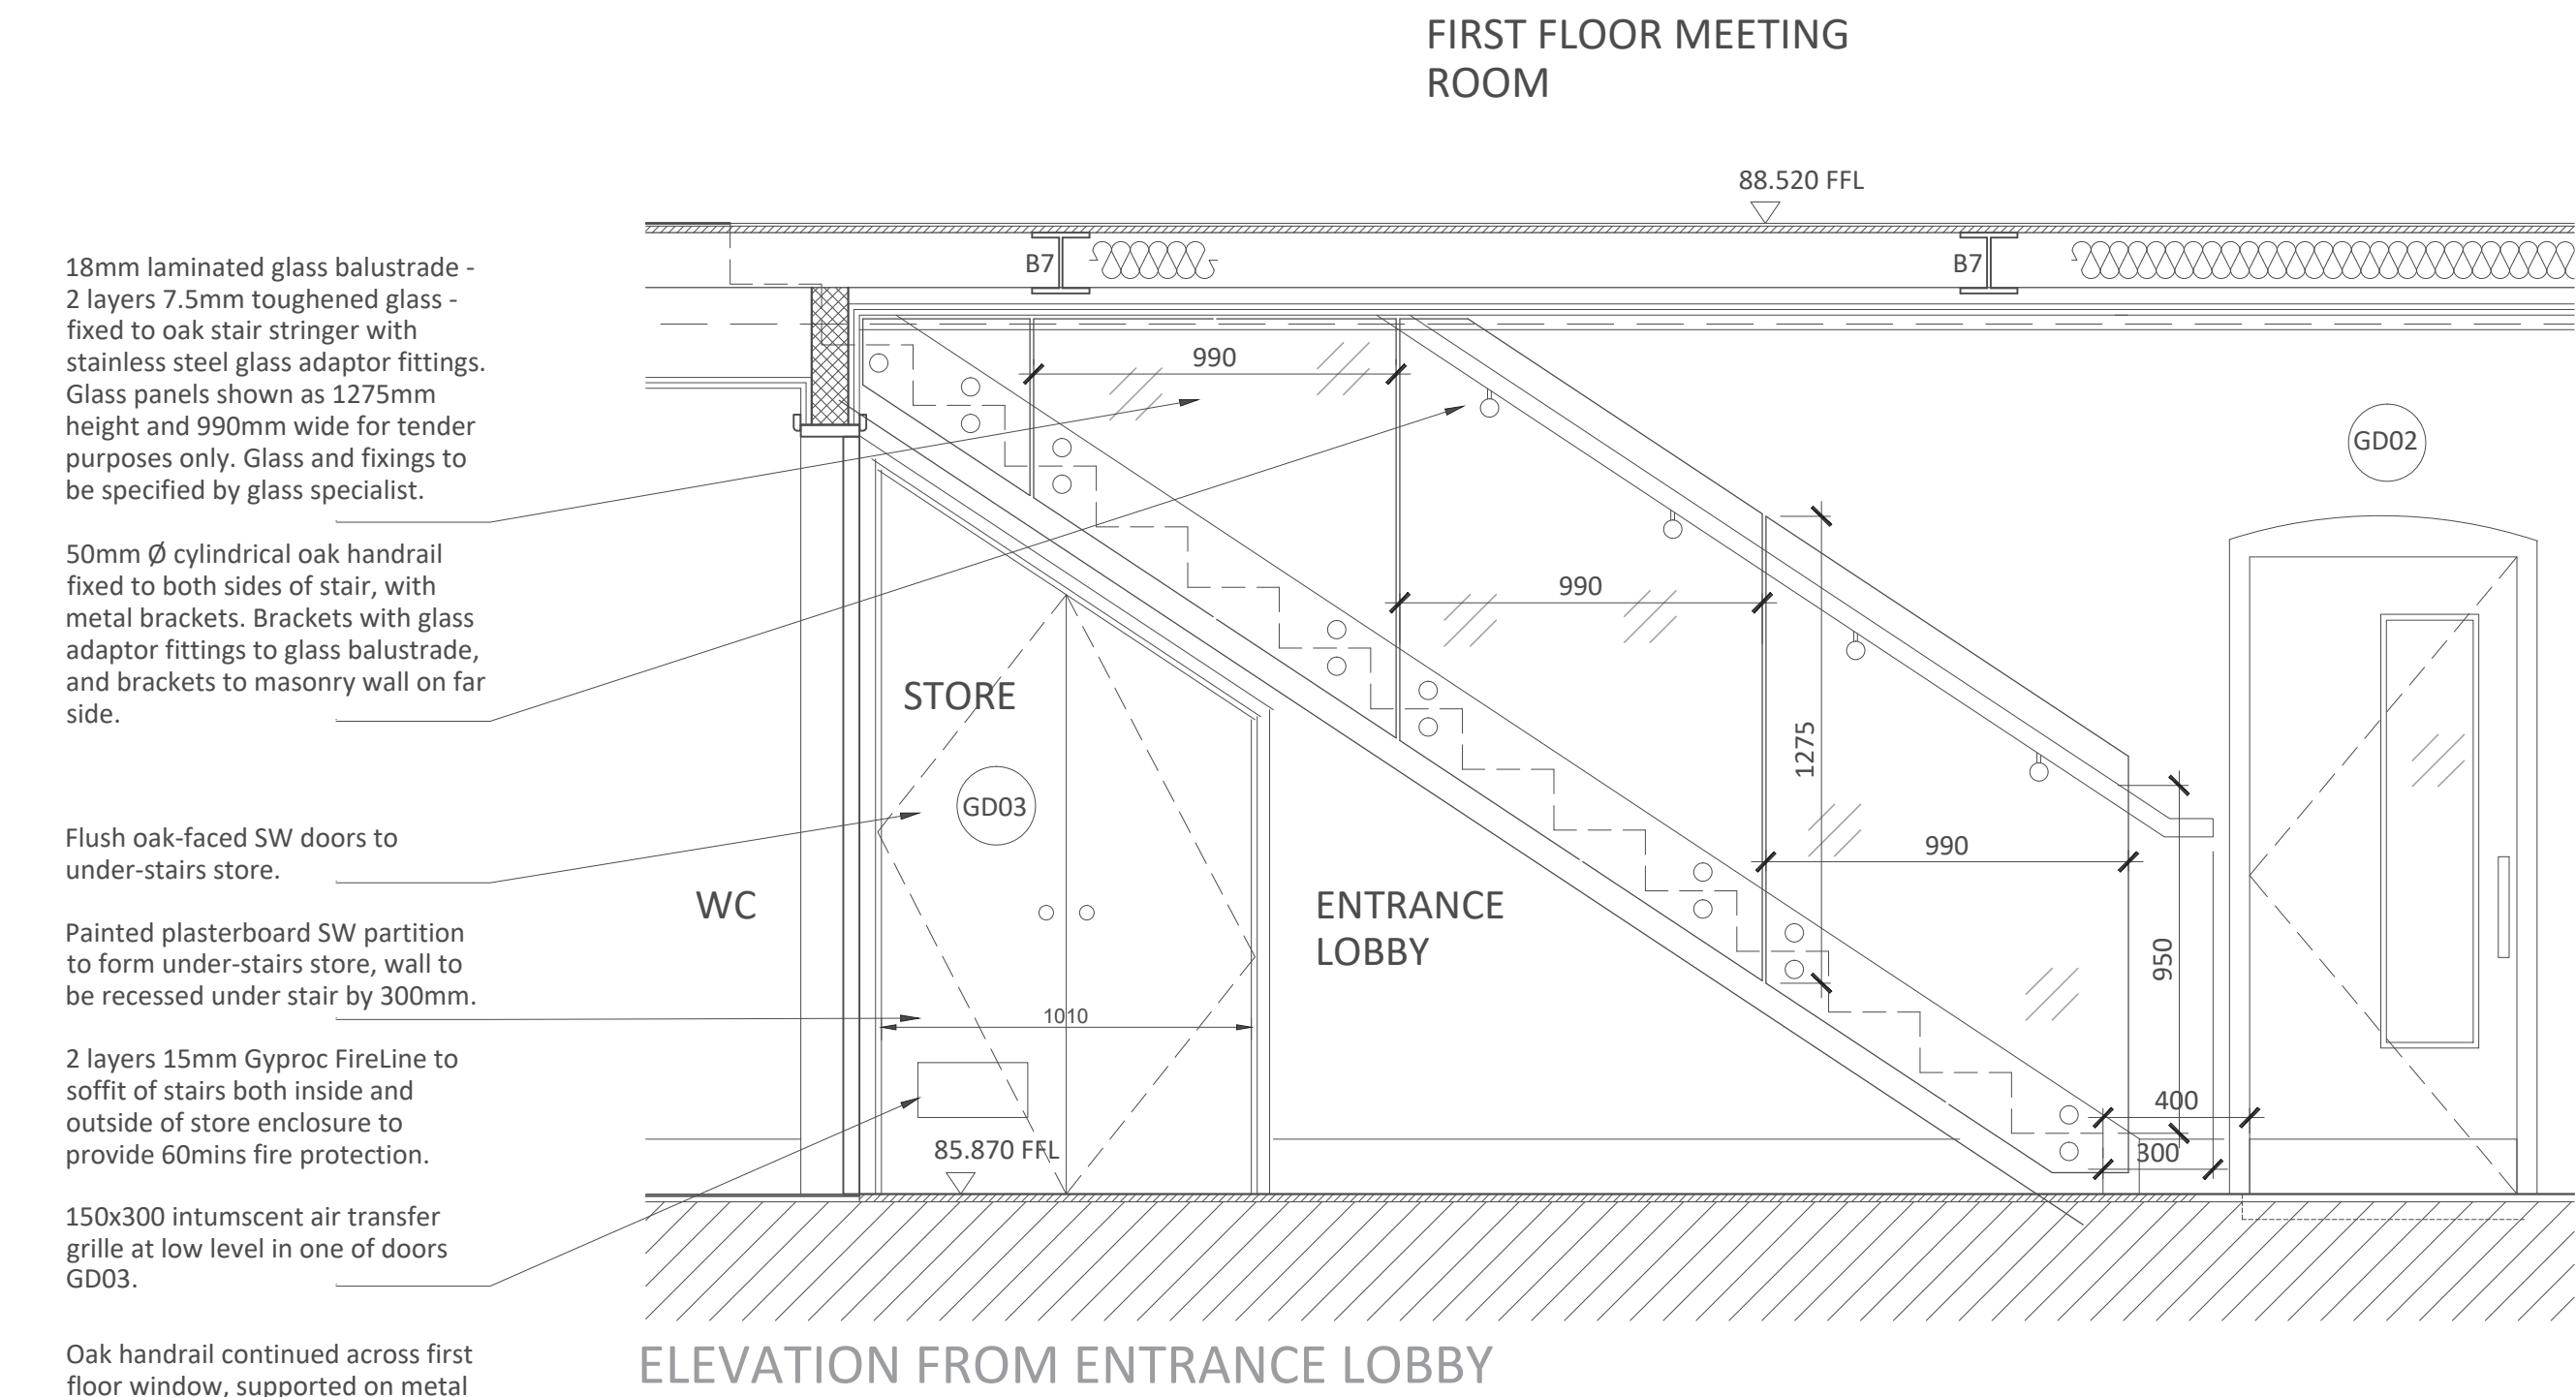 FIRST FLOOR MEETING
ROOM
88.520 FFL
18mm laminated glass balustrade -
2 layers 7.5mm toughened glass -
fixed to oak stair stringer with
stainless steel glass adaptor fittings.
Glass panels shown as 1275mm
height and 990mm wide for tender
purposes only. Glass and fixings to
be specified by glass specialist.
50mm Ø cylindrical oak handrail
fixed to both sides of stair, with
metal brackets. Brackets with glass
adaptor fittings to glass balustrade,
and brackets to masonry wall on far
side.
Flush oak-faced SW doors to
under-stairs store.
Painted plasterboard SW partition
to form under-stairs store, wall to
be recessed under stair by 300mm.
2 layers 15mm Gyproc FireLine to
soffit of stairs both inside and
outside of store enclosure to
provide 60mins fire protection.
150x300 intumscent air transfer
grille at low level in one of doors
GD03.
Oak handrail continued across first
floor window, supported on metal
B7
B7
990
GD02
990
STORE
1275
GD03
990
WC
ENTRANCE
LOBBY
950
1010
400
85.870 FFL
300
ELEVATION FROM ENTRANCE LOBBY